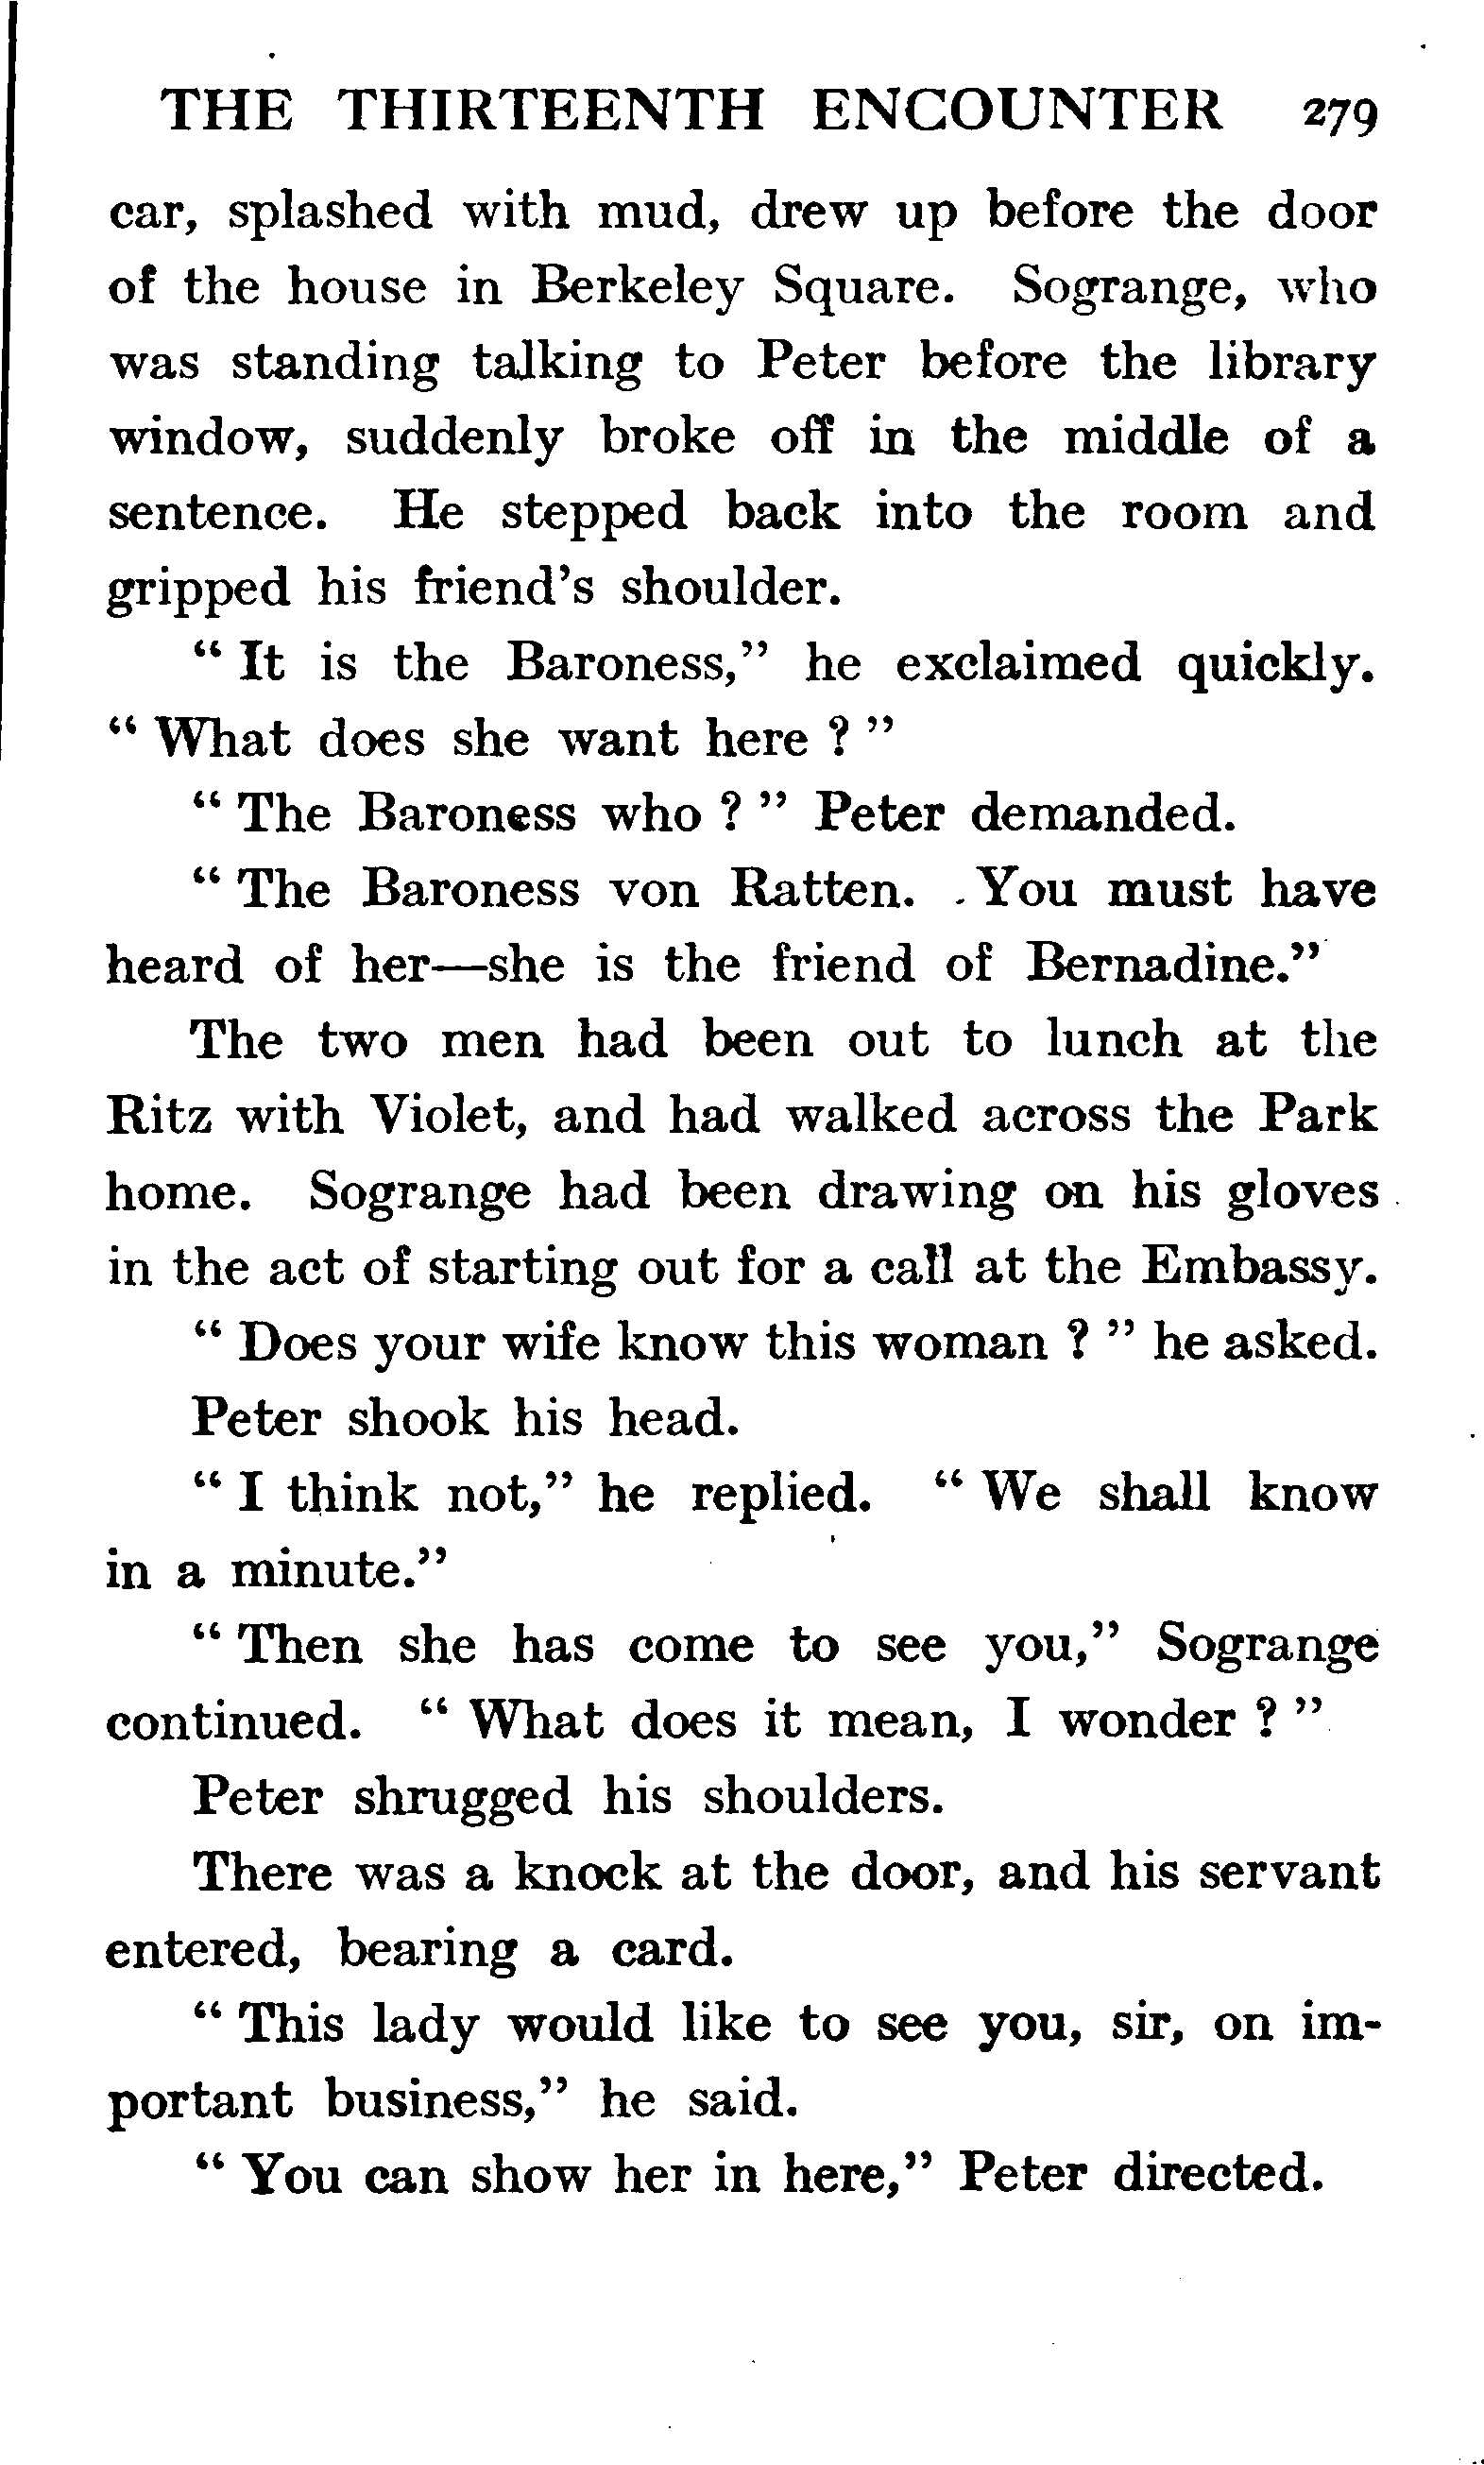 THE THIRTEENTH ENCOUNTER 279
car, splashed with mud, drew up before the door
of the house in Berkeley Square. Sogrange, who
was standing talking to Peter before the library
window, suddenly broke off in the middle of a
sentence. He stepped back into the room and
gripped his friend's shoulder.
“ It is the Baroness,” he exclaimed quickly.
“ What does she want here ? ”
“ The Baroness who ? ” Peter demanded.
“ The Baroness von Ratten. You must have
heard of her—she is the friend of Bernadine.”
The two men had been out to lunch at the
Ritz with Violet, and had walked across the Park
home. Sogrange had been drawing on his gloves
in the act of starting out for a call at the Embassy.
“ Does your wife know this woman ? ” he asked.
Peter shook his head.
“ I think not,” he replied. “ We shall know
in a minute.”
“ Then she has come to see you,” Sogrange
continued. “ What does it mean, I wonder ? ”
Peter shrugged his shoulders.
There was a knock at the door, and his servant
entered, bearing a card.
“ This lady would like to see you, sir, on im-
portant business,” he said.
“ You can show her in here,” Peter directed.